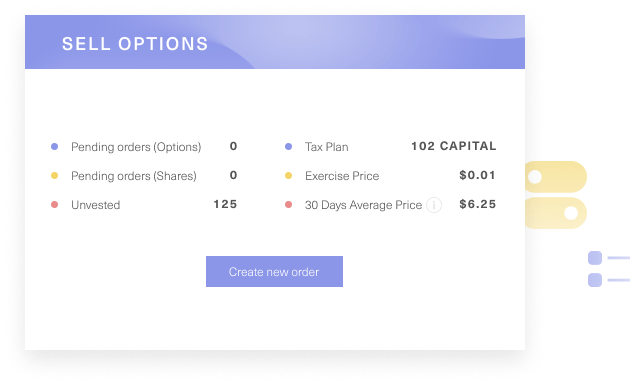 SELL OPTIONS
Pending orders (Options) 0
Tax Plan 102 CAPITAL
Pending orders (Shares) 0
Exercise Price $0.01
Unvested 125
30 Days Average Price i $6.25
Create new order